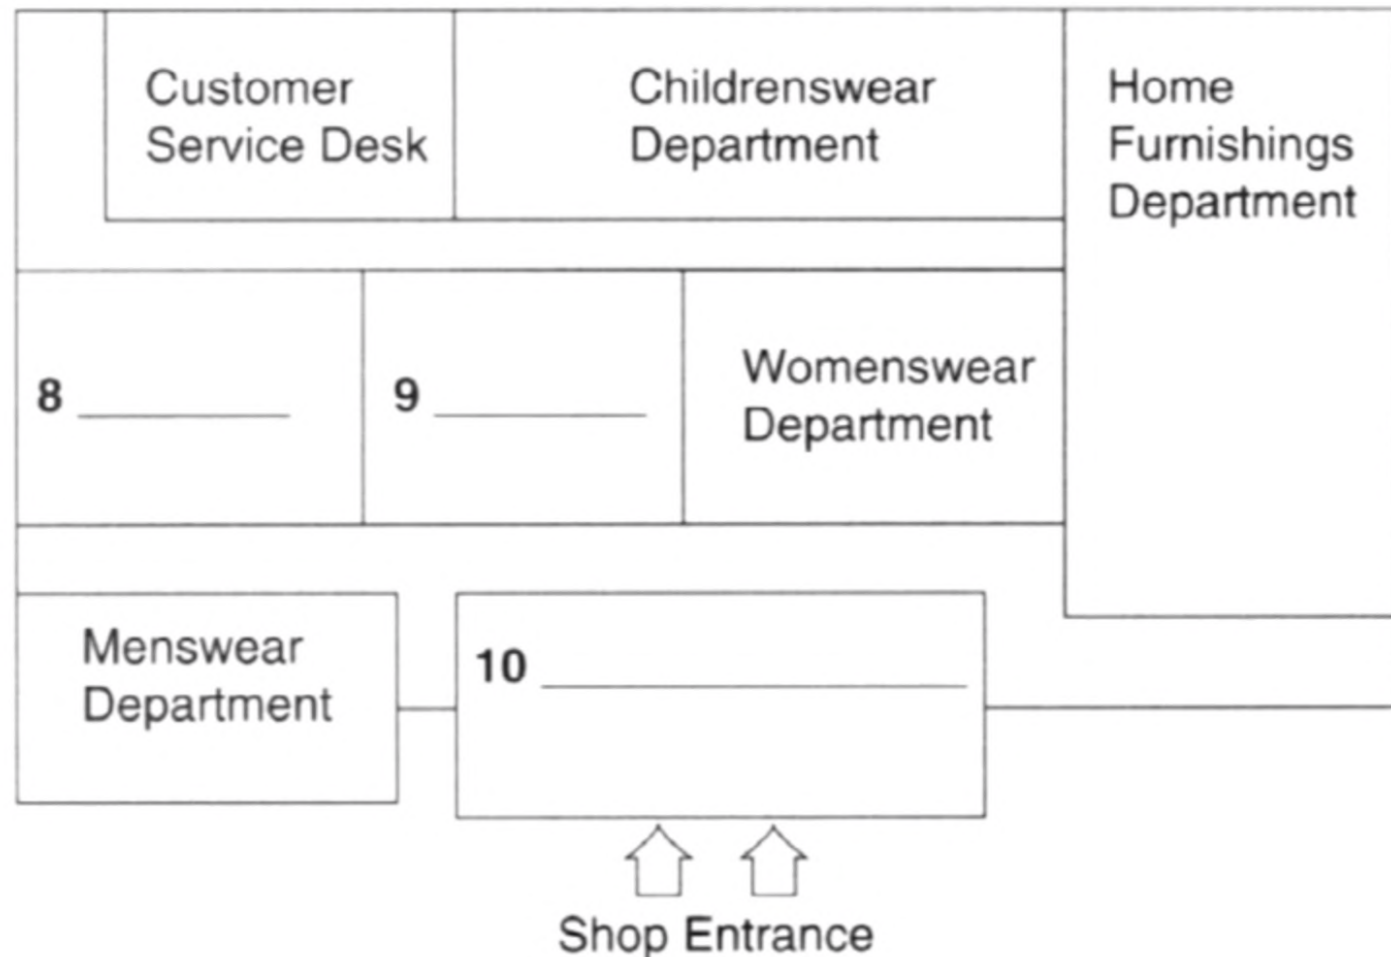 Customer
Service Desk
Childrenswear
Department
Home
Furnishings
Department
8
9
Womenswear
Department
Menswear
Department
10
Shop Entrance